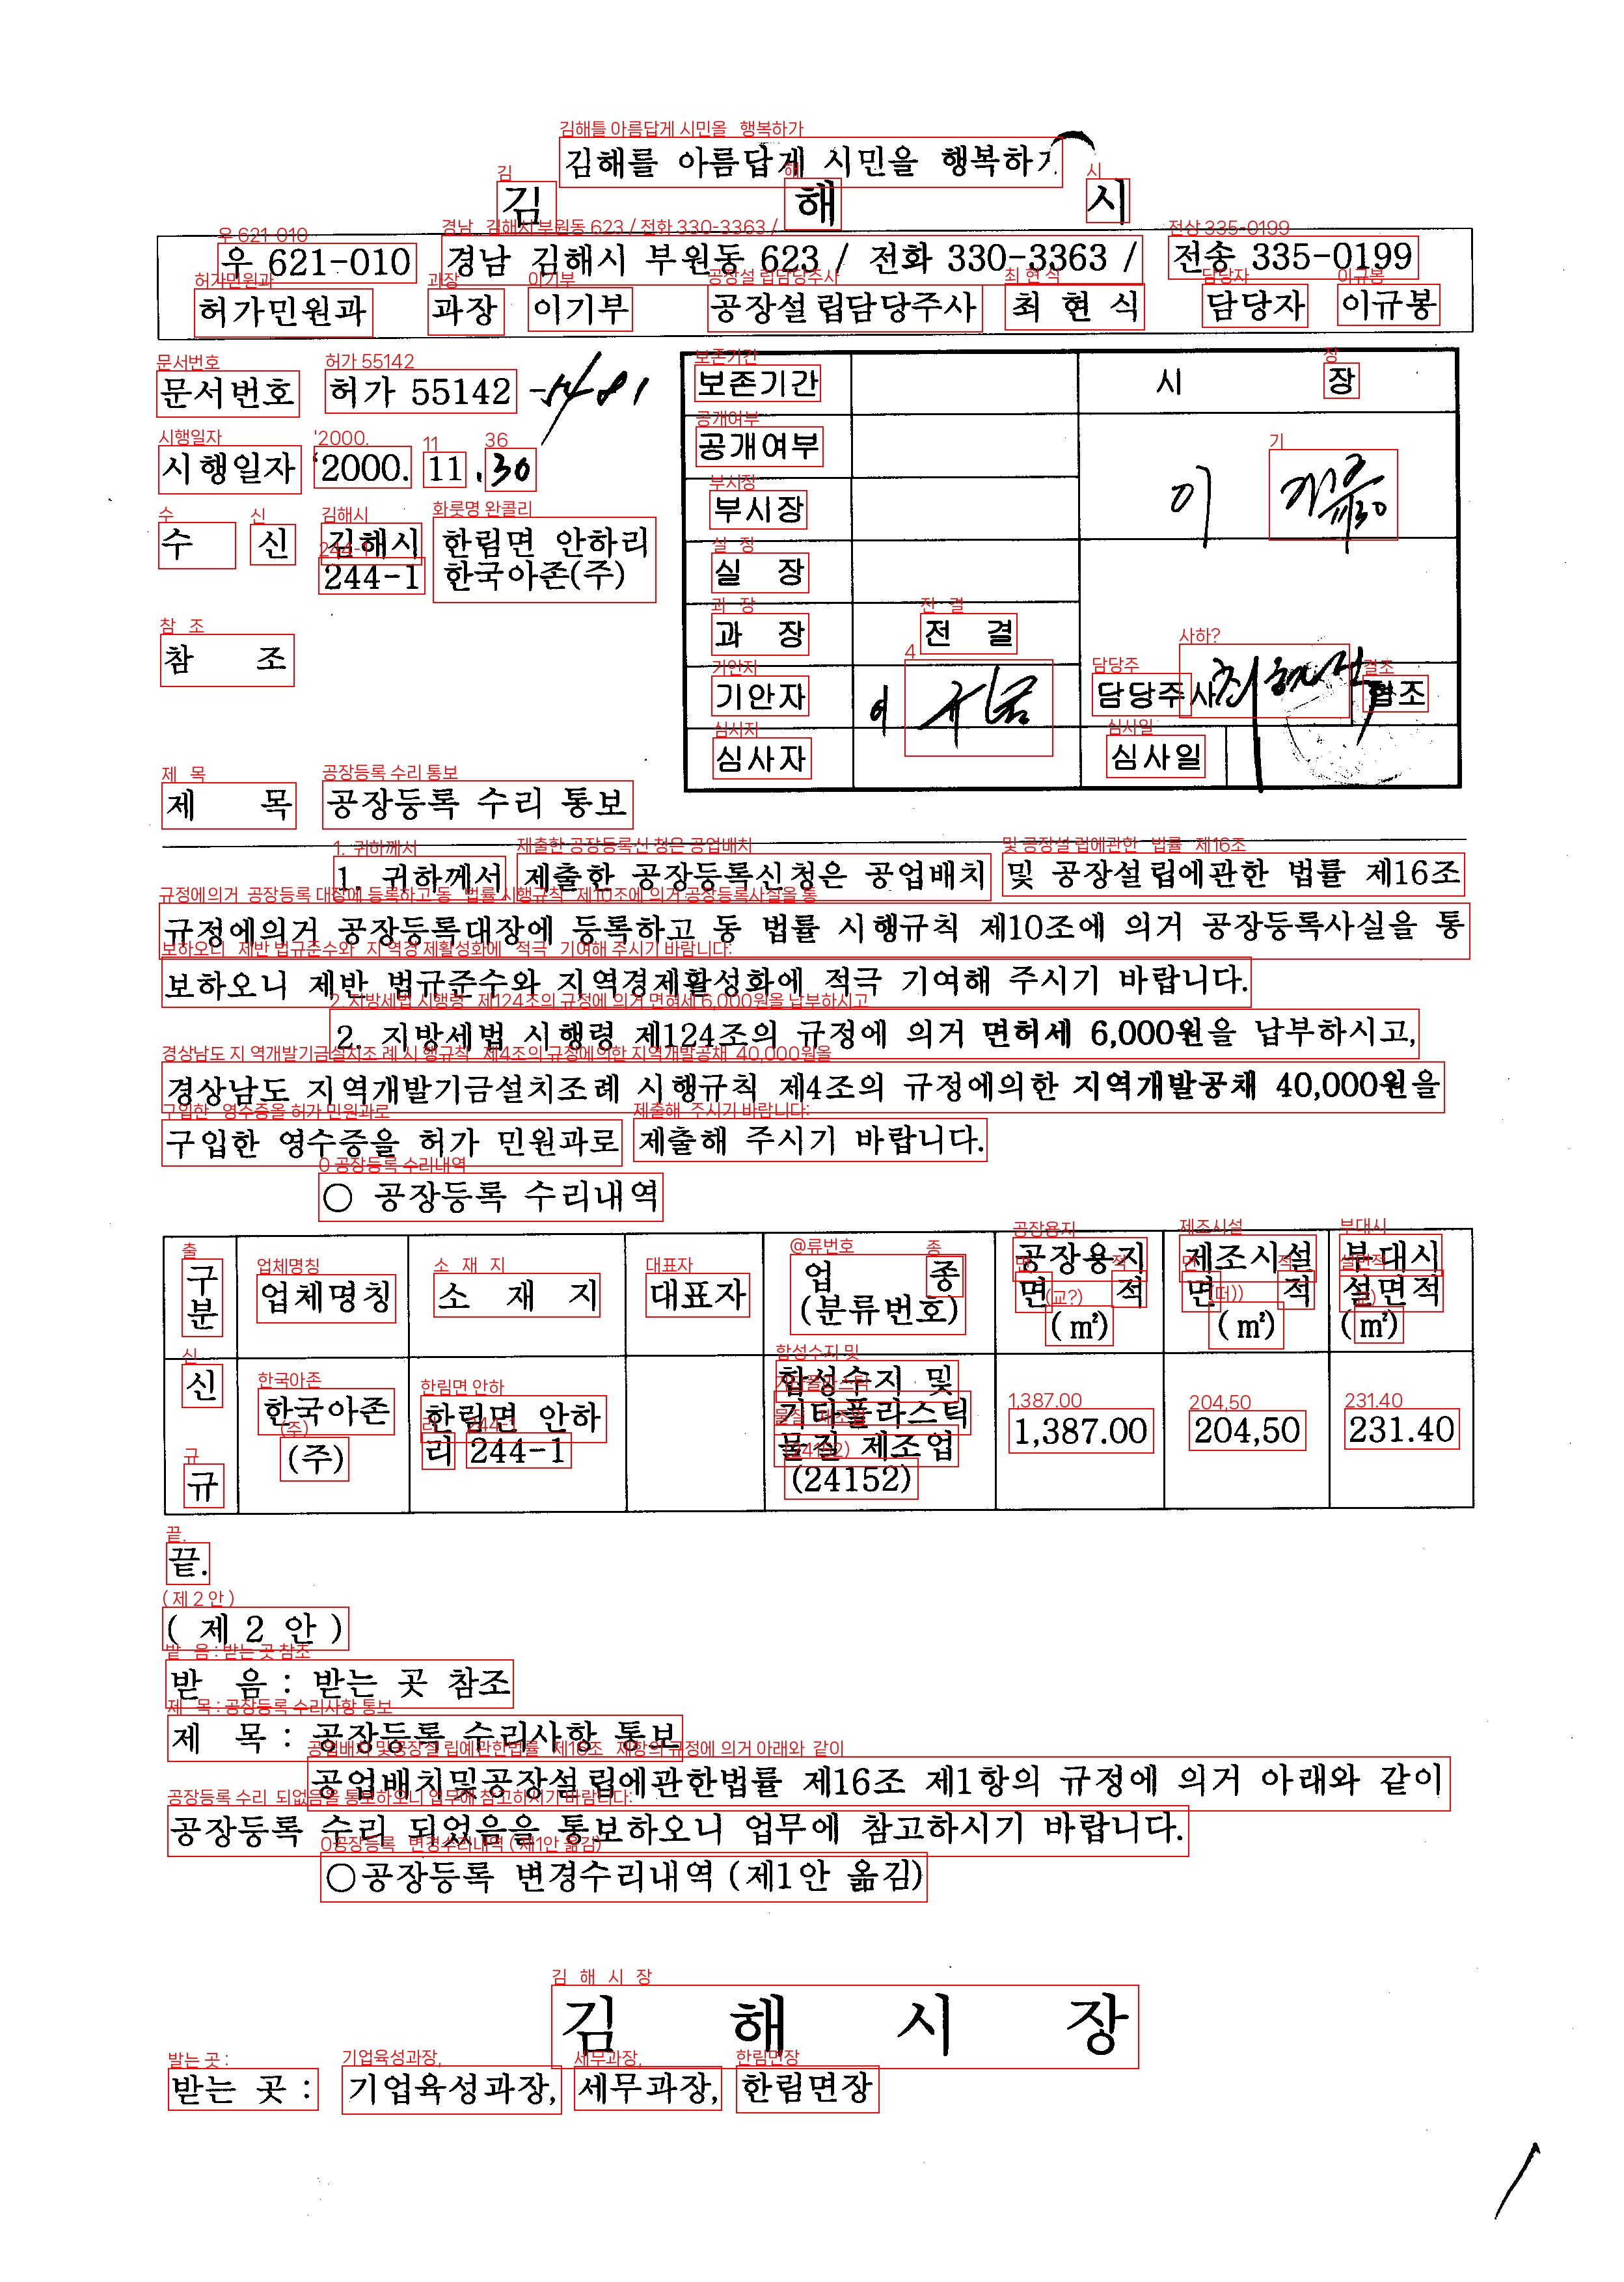 김해를 아름답게 시민을 행복하
김 해 시
우 621-010 경남 김해시 부원동 623 / 전화 330-3363 / 전송 335-0199
허가민원과 과장 이기부 공장설립담당주사 최현식 담당자 이규봉
문서번호 허가 55142
시행일자 '2000. 11 . 30
수 신 김해시 한림면 안하리
244-1 한국아존(주)
참 조
제 목 공장등록 수리 통보
보존기간 시 장
공개여부
부시장
실 장
과 장 전 결
기안자 담당주사 협조
심사자 심사일
1. 귀하께서 제출한 공장등록신청은 공업배치 및 공장설립에관한 법률 제16조
규정에의거 공장등록대장에 등록하고 동 법률 시행규칙 제10조에 의거 공장등록사실을 통
보하오니 제반 법규준수와 지역경제활성화에 적극 기여해 주시기 바랍니다.
2. 지방세법 시행령 제124조의 규정에 의거 면허세 6,000원을 납부하시고,
경상남도 지역개발기금설치조례 시행규칙 제4조의 규정에의한 지역개발공채 40,000원을
구입한 영수증을 허가 민원과로 제출해 주시기 바랍니다.
○ 공장등록 수리내역
구분 업체명칭 소 재 지 대표자 업 종 (분류번호) 공장용지 면 적 (㎡) 제조시설 면 적 (㎡) 부대시설면적 (㎡)
신규 한국아존 (주) 한림면 안하리 244-1 합성수지 및 기타플라스틱 물질 제조업 (24152) 1,387.00 204,50 231.40
끝.
( 제 2 안 )
받 음 : 받는 곳 참조
제 목 : 공장등록 수리사항 통보
공업배치및공장설립에관한법률 제16조 제1항의 규정에 의거 아래와 같이
공장등록 수리 되었음을 통보하오니 업무에 참고하시기 바랍니다.
○공장등록 변경수리내역 (제1안 옮김)
김 해 시 장
받는 곳 : 기업육성과장, 세무과장, 한림면장